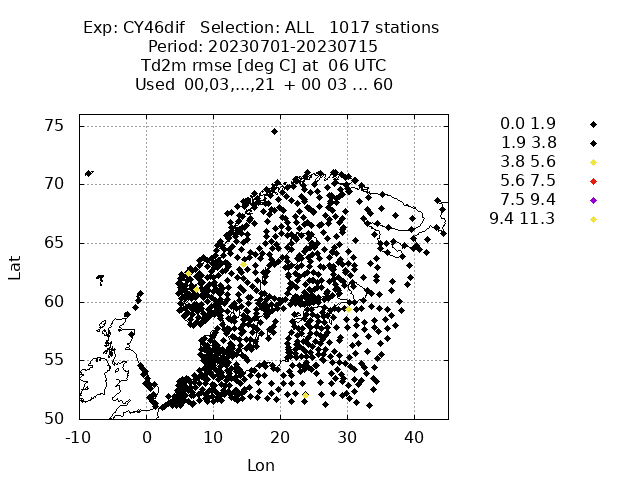 Exp: CY46dif Selection: ALL 1017 stations
Period: 20230701-20230715
Td2m rmse [deg C] at 06 UTC
Used 00,03,...,21 + 00 03 ... 60
0.0 1.9
1.9 3.8
3.8 5.6
5.6 7.5
7.5 9.4
9.4 11.3
75
70
65
60
55
50
Lat
-10 0 10 20 30 40
Lon